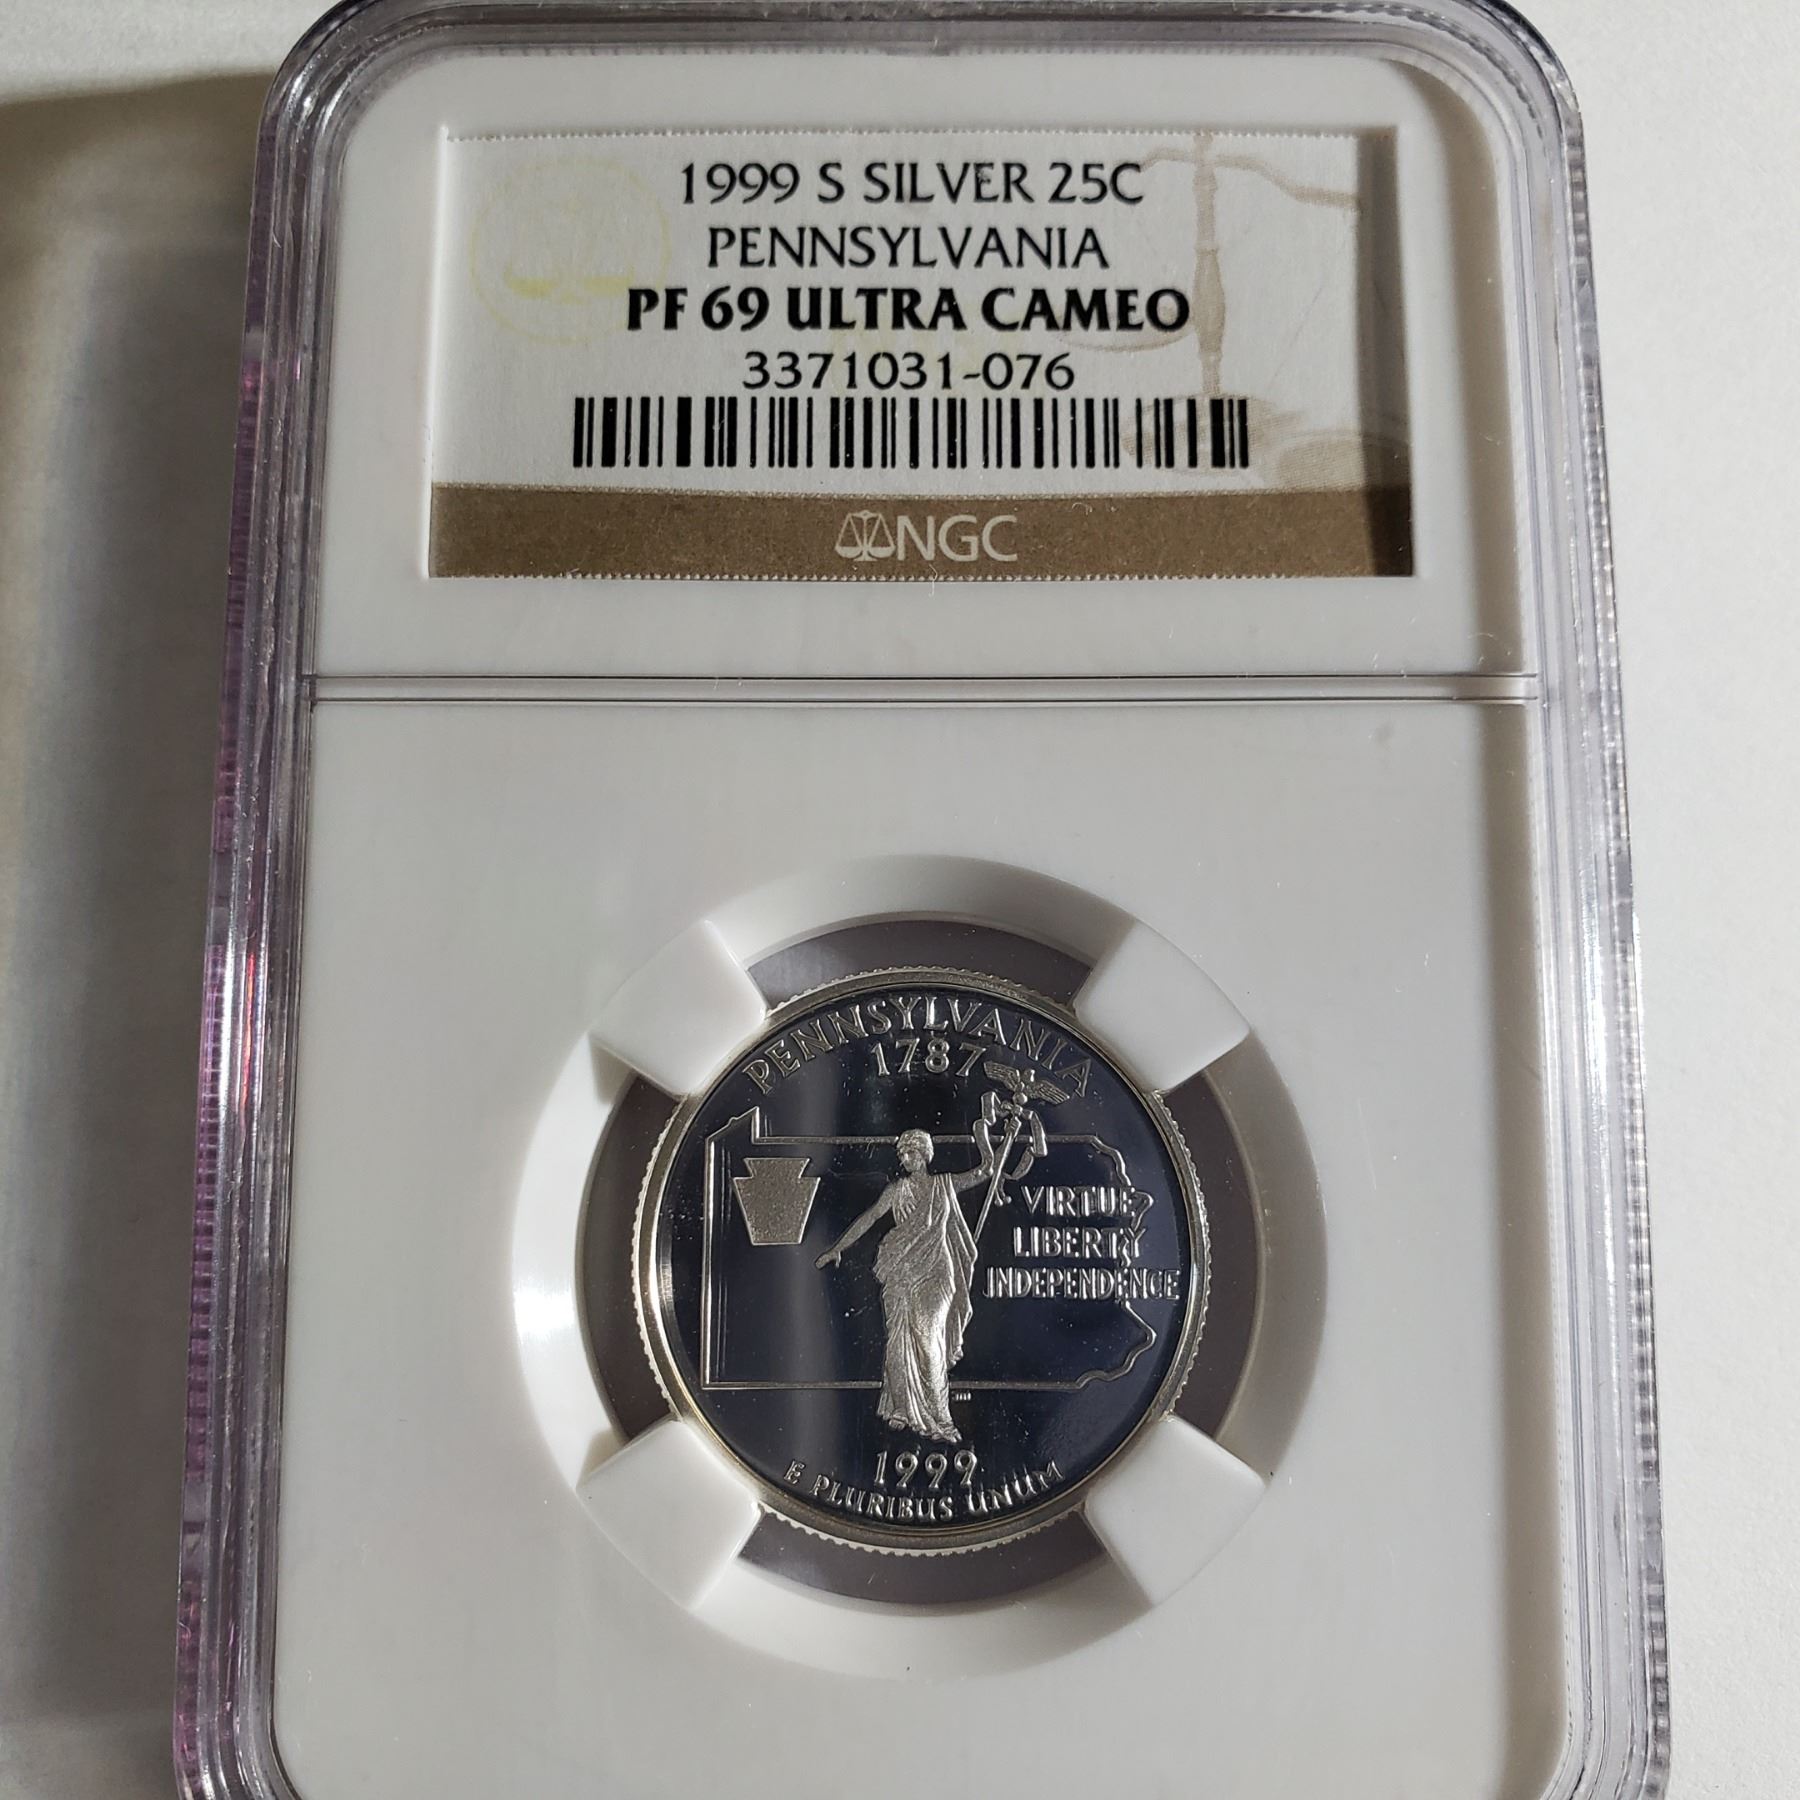 1999 S SILVER 25C
PENNSYLVANIA
PF 69 ULTRA CAMEO
3371031-076
NGC
PENNSYLVANIA
1787
VIRTUE
LIBERTY
INDEPENDENCE
1999
E PLURIBUS UNUM